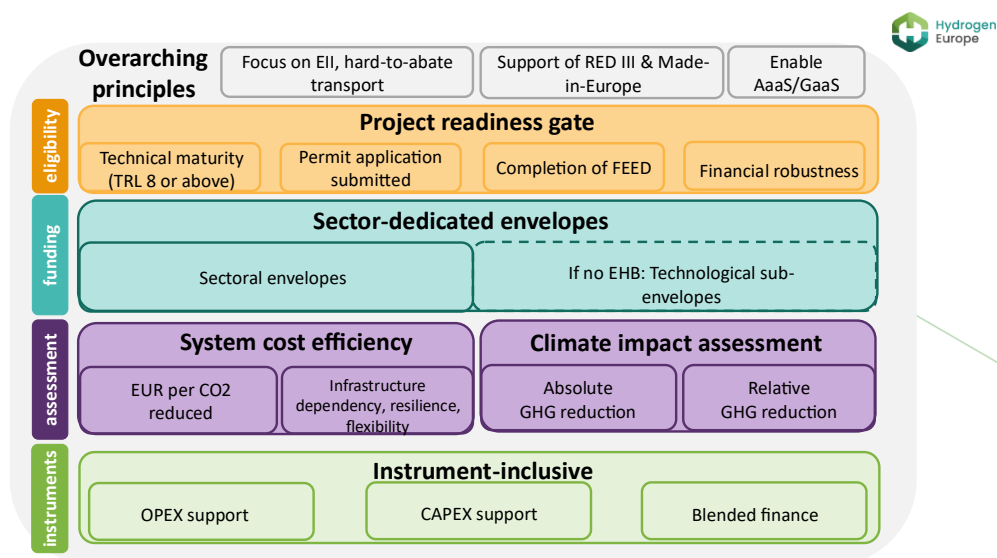 Hydrogen
Europe
Overarching
principles
Focus on EII, hard-to-abate
transport
Support of RED III & Made-
in-Europe
Enable
AaaS/GaaS
eligibility
Project readiness gate
Technical maturity
(TRL 8 or above)
Permit application
submitted
Completion of FEED
Financial robustness
funding
Sector-dedicated envelopes
Sectoral envelopes
If no EHB: Technological sub-
envelopes
assessment
System cost efficiency
EUR per CO2
reduced
Infrastructure
dependency, resilience,
flexibility
Climate impact assessment
Absolute
GHG reduction
Relative
GHG reduction
instruments
Instrument-inclusive
OPEX support
CAPEX support
Blended finance